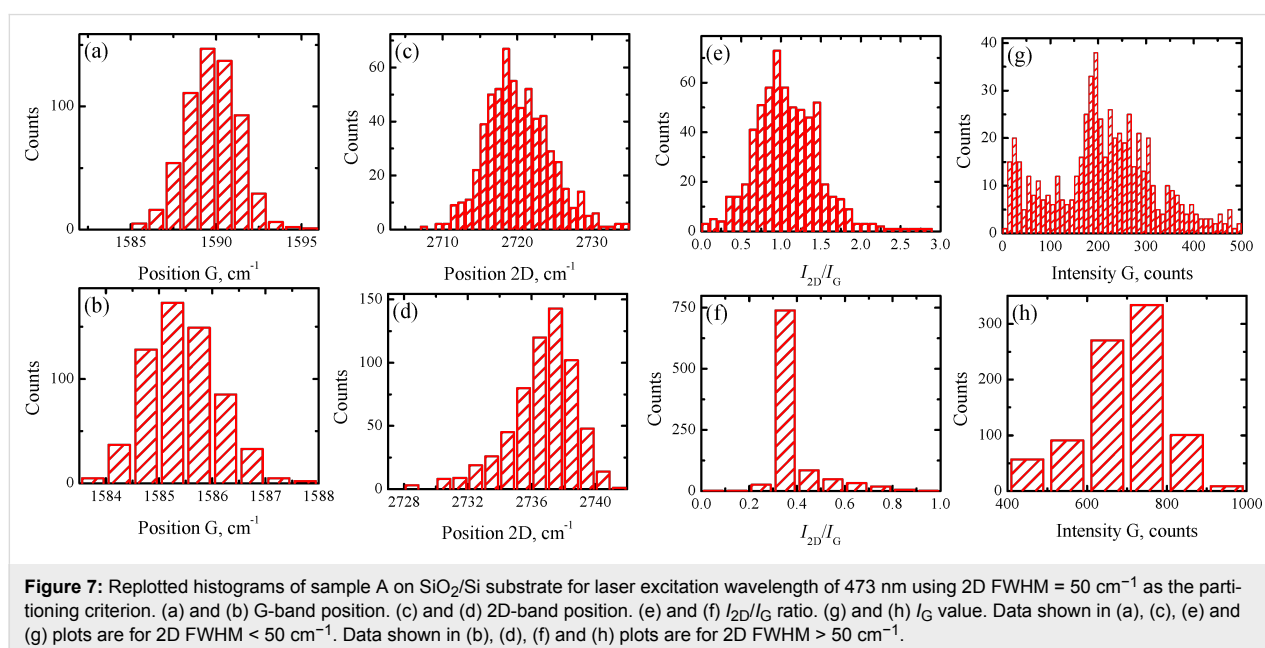 (a)
Counts
100
0
1585 1590 1595
Position G, cm⁻¹
(c)
Counts
60
40
20
0
2710 2720 2730
Position 2D, cm⁻¹
(e)
Counts
60
40
20
0
0.0 0.5 1.0 1.5 2.0 2.5 3.0
I2D/IG
(g)
Counts
40
30
20
10
0
0 100 200 300 400 500
Intensity G, counts
(b)
Counts
100
0
1584 1585 1586 1587 1588
Position G, cm⁻¹
(d)
Counts
150
100
50
0
2728 2732 2736 2740
Position 2D, cm⁻¹
(f)
Counts
750
500
250
0
0.0 0.2 0.4 0.6 0.8 1.0
I2D/IG
(h)
Counts
300
200
100
0
400 600 800 1000
Intensity G, counts
Figure 7: Replotted histograms of sample A on SiO₂/Si substrate for laser excitation wavelength of 473 nm using 2D FWHM = 50 cm⁻¹ as the parti-
tioning criterion. (a) and (b) G-band position. (c) and (d) 2D-band position. (e) and (f) I2D/IG ratio. (g) and (h) IG value. Data shown in (a), (c), (e) and
(g) plots are for 2D FWHM < 50 cm⁻¹. Data shown in (b), (d), (f) and (h) plots are for 2D FWHM > 50 cm⁻¹.